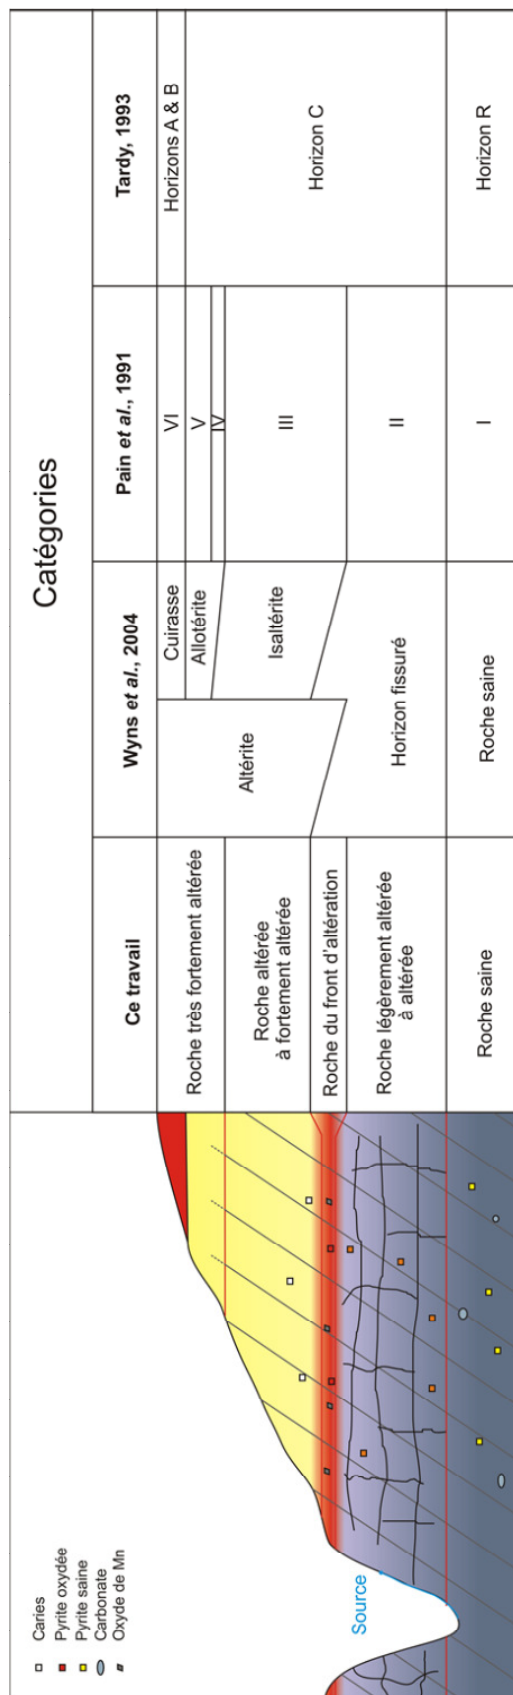 Catégories
Ce travail
Wyns et al., 2004
Pain et al., 1991
Tardy, 1993
Roche très fortement altérée
Roche altérée
à fortement altérée
Roche du front d'altération
Roche légèrement altérée
à altérée
Roche saine
Altérite
Cuirasse
Allotérite
Isaltérite
Horizon fissuré
Roche saine
VI
V
IV
III
II
I
Horizons A & B
Horizon C
Horizon R
Caries
Pyrite oxydée
Pyrite saine
Carbonate
Oxyde de Mn
Source